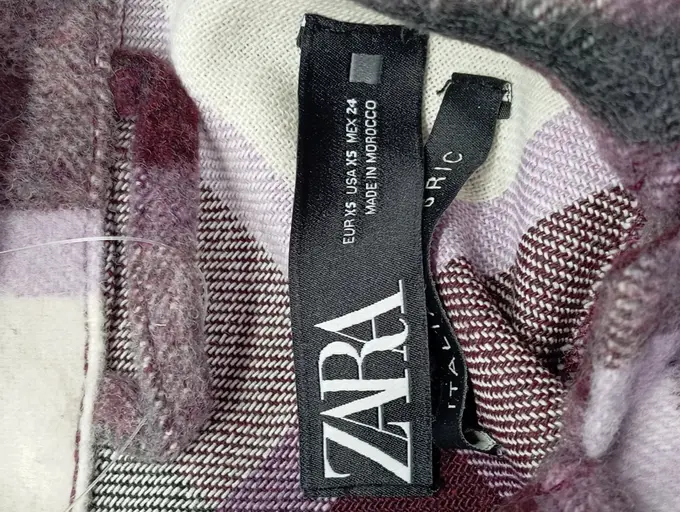 ZARA
EUR XS USA XS MEX 24
MADE IN MOROCCO